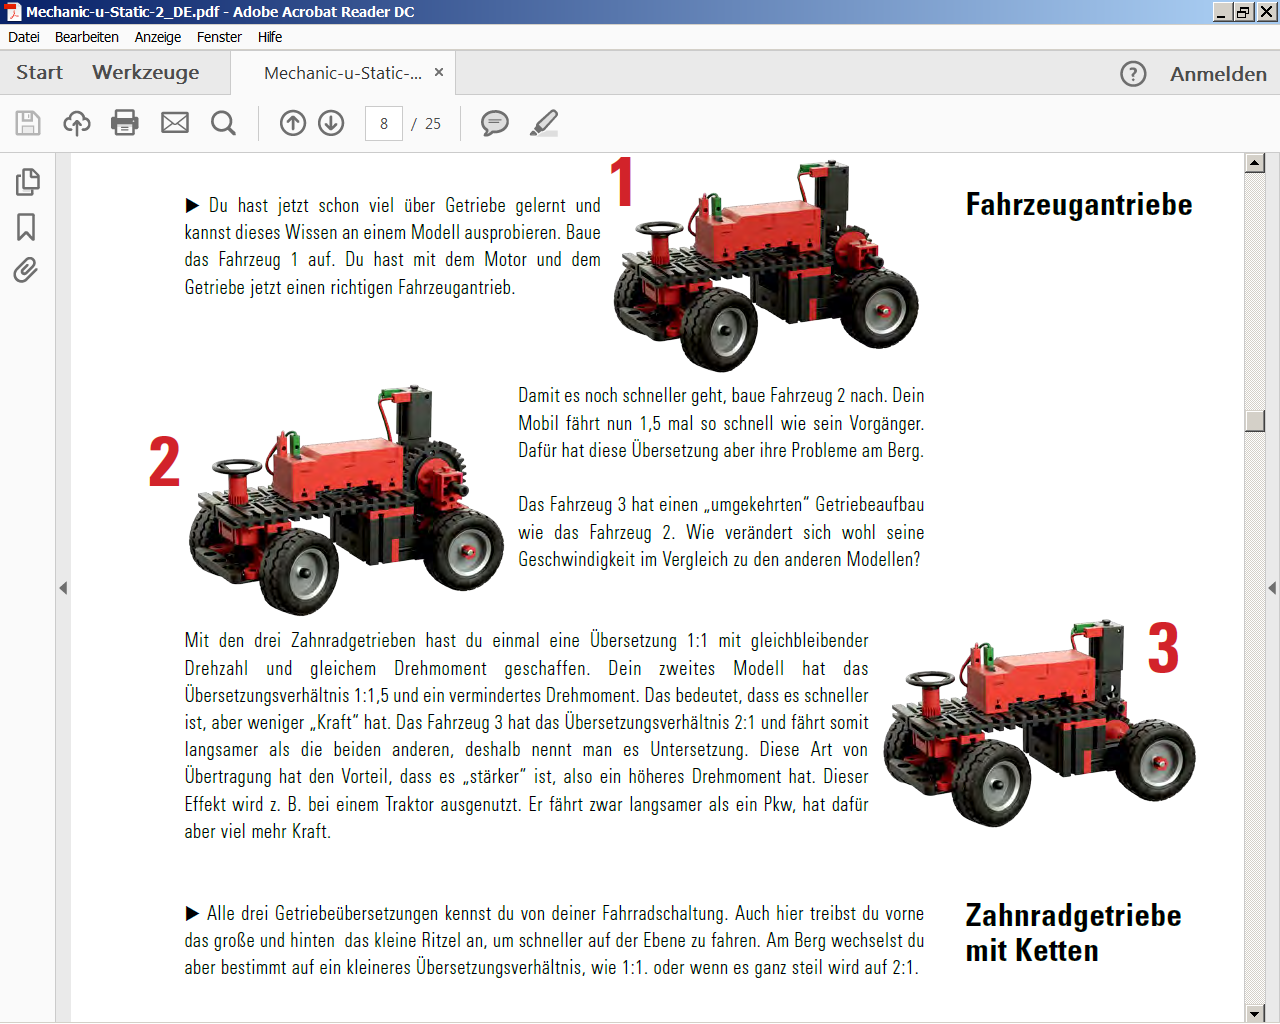 Mechanic-u-Static-2_DE.pdf - Adobe Acrobat Reader DC
Datei Bearbeiten Anzeige Fenster Hilfe
Start Werkzeuge Mechanic-u-Static-... × ? Anmelden
8 / 25
1
Fahrzeugantriebe
▶ Du hast jetzt schon viel über Getriebe gelernt und
kannst dieses Wissen an einem Modell ausprobieren. Baue
das Fahrzeug 1 auf. Du hast mit dem Motor und dem
Getriebe jetzt einen richtigen Fahrzeugantrieb.
2
Damit es noch schneller geht, baue Fahrzeug 2 nach. Dein
Mobil fährt nun 1,5 mal so schnell wie sein Vorgänger.
Dafür hat diese Übersetzung aber ihre Probleme am Berg.
Das Fahrzeug 3 hat einen „umgekehrten“ Getriebeaufbau
wie das Fahrzeug 2. Wie verändert sich wohl seine
Geschwindigkeit im Vergleich zu den anderen Modellen?
3
Mit den drei Zahnradgetrieben hast du einmal eine Übersetzung 1:1 mit gleichbleibender
Drehzahl und gleichem Drehmoment geschaffen. Dein zweites Modell hat das
Übersetzungsverhältnis 1:1,5 und ein vermindertes Drehmoment. Das bedeutet, dass es schneller
ist, aber weniger „Kraft“ hat. Das Fahrzeug 3 hat das Übersetzungsverhältnis 2:1 und fährt somit
langsamer als die beiden anderen, deshalb nennt man es Untersetzung. Diese Art von
Übertragung hat den Vorteil, dass es „stärker“ ist, also ein höheres Drehmoment hat. Dieser
Effekt wird z. B. bei einem Traktor ausgenutzt. Er fährt zwar langsamer als ein Pkw, hat dafür
aber viel mehr Kraft.
▶ Alle drei Getriebeübersetzungen kennst du von deiner Fahrradschaltung. Auch hier treibst du vorne
das große und hinten das kleine Ritzel an, um schneller auf der Ebene zu fahren. Am Berg wechselst du
aber bestimmt auf ein kleineres Übersetzungsverhältnis, wie 1:1. oder wenn es ganz steil wird auf 2:1.
Zahnradgetriebe
mit Ketten